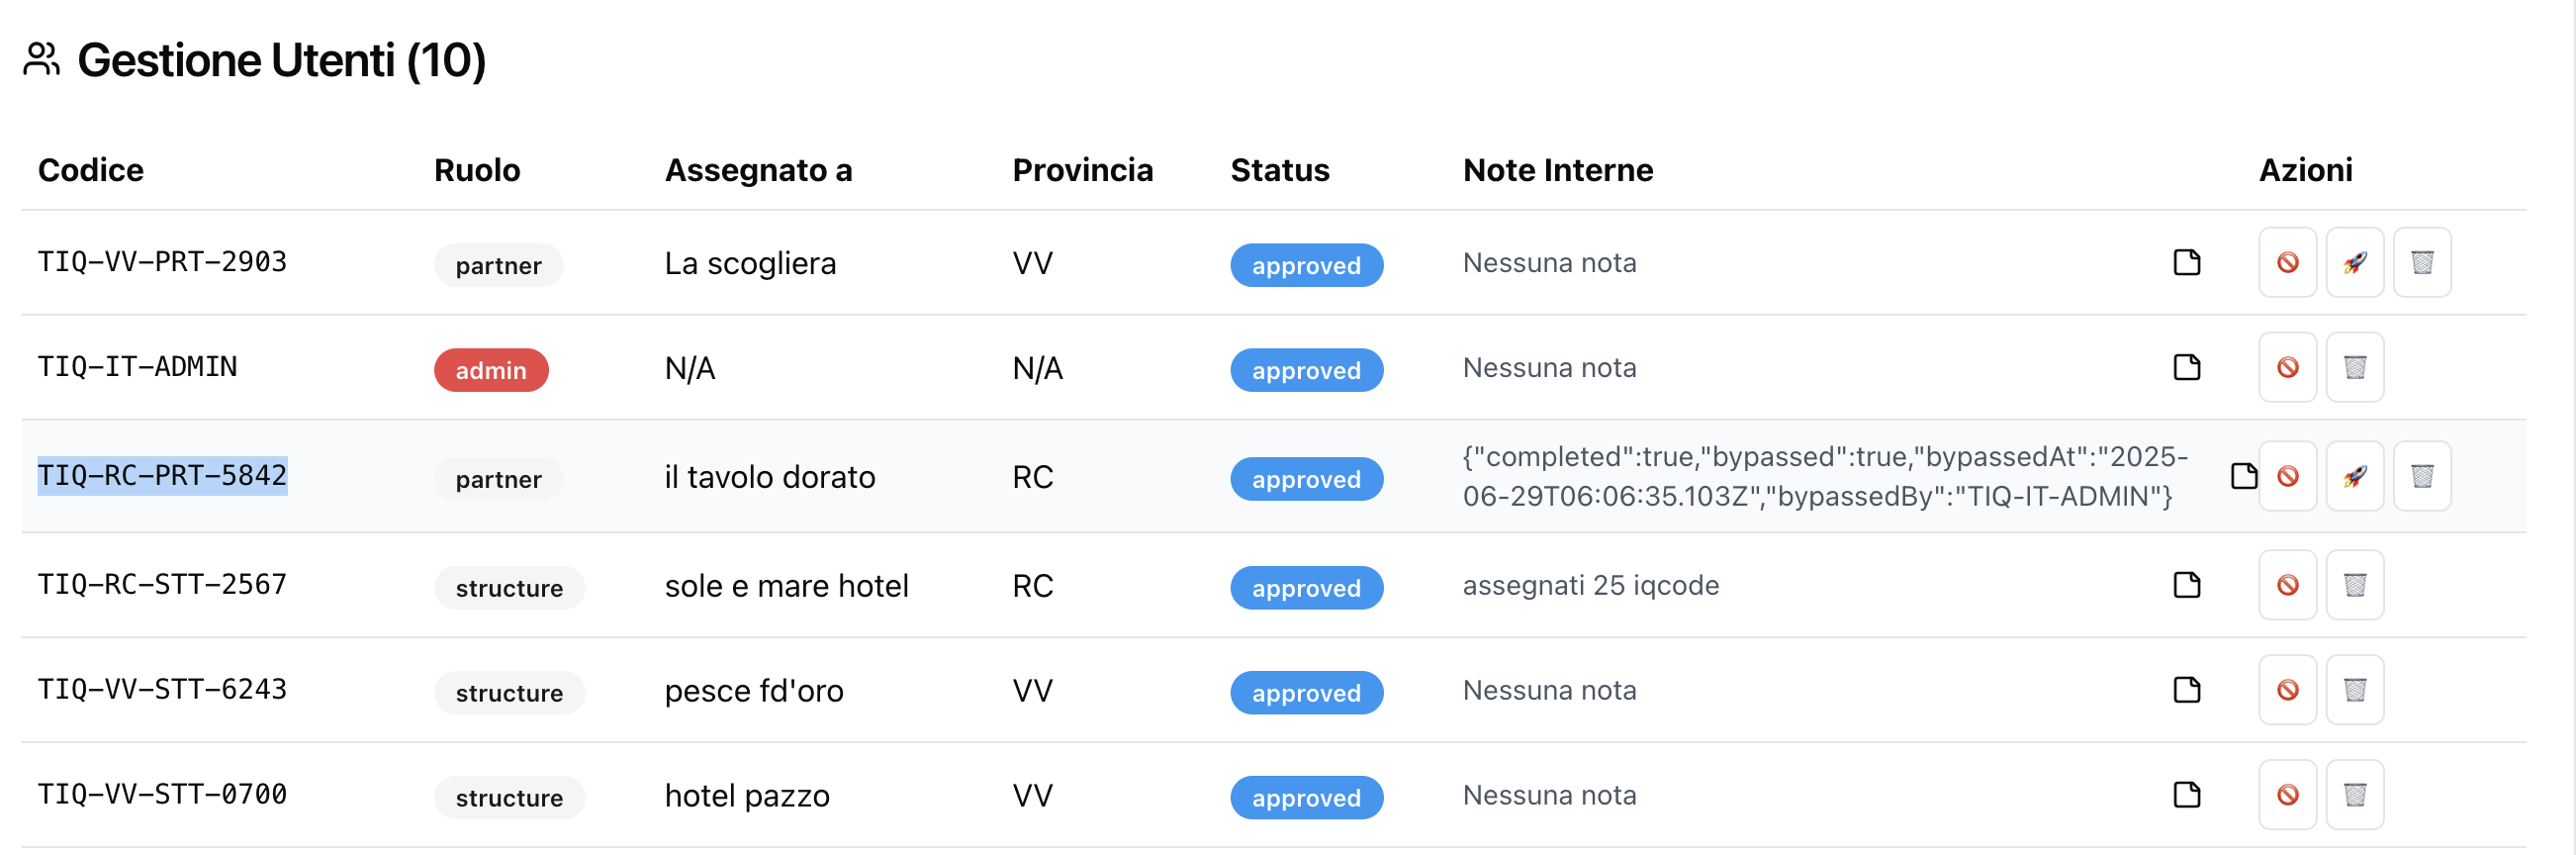 Gestione Utenti (10)
Codice Ruolo Assegnato a Provincia Status Note Interne Azioni
TIQ-VV-PRT-2903 partner La scogliera VV approved Nessuna nota
TIQ-IT-ADMIN admin N/A N/A approved Nessuna nota
TIQ-RC-PRT-5842 partner il tavolo dorato RC approved {"completed":true,"bypassed":true,"bypassedAt":"2025-
06-29T06:06:35.103Z","bypassedBy":"TIQ-IT-ADMIN"}
TIQ-RC-STT-2567 structure sole e mare hotel RC approved assegnati 25 iqcode
TIQ-VV-STT-6243 structure pesce fd'oro VV approved Nessuna nota
TIQ-VV-STT-0700 structure hotel pazzo VV approved Nessuna nota